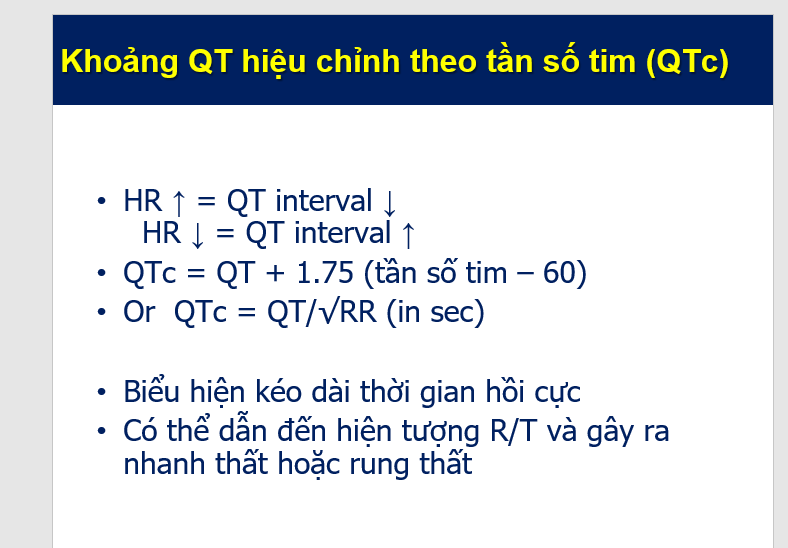 Khoảng QT hiệu chỉnh theo tần số tim (QTc)
• HR ↑ = QT interval ↓
HR ↓ = QT interval ↑
• QTc = QT + 1.75 (tần số tim – 60)
• Or QTc = QT/√RR (in sec)
• Biểu hiện kéo dài thời gian hồi cực
• Có thể dẫn đến hiện tượng R/T và gây ra
nhanh thất hoặc rung thất